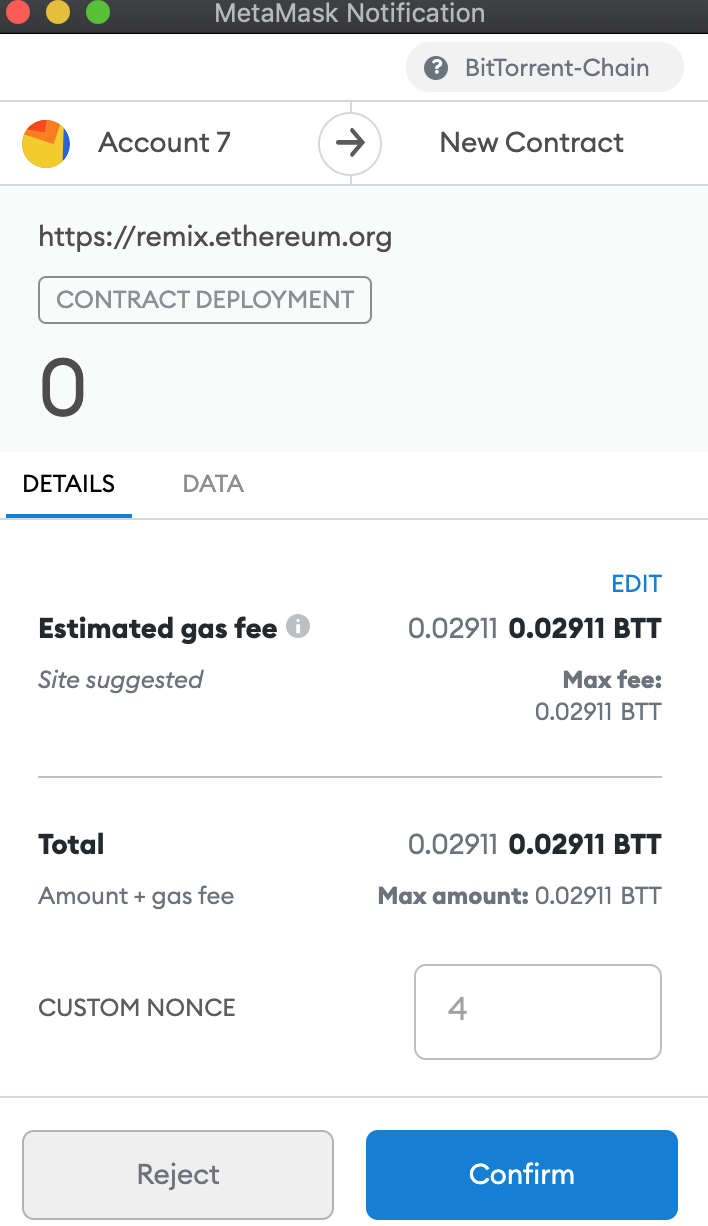 MetaMask Notification
? BitTorrent-Chain
Account 7 → New Contract
https://remix.ethereum.org
CONTRACT DEPLOYMENT
0
DETAILS DATA
EDIT
Estimated gas fee i 0.02911 0.02911 BTT
Site suggested Max fee:
0.02911 BTT
Total 0.02911 0.02911 BTT
Amount + gas fee Max amount: 0.02911 BTT
CUSTOM NONCE 4
Reject Confirm